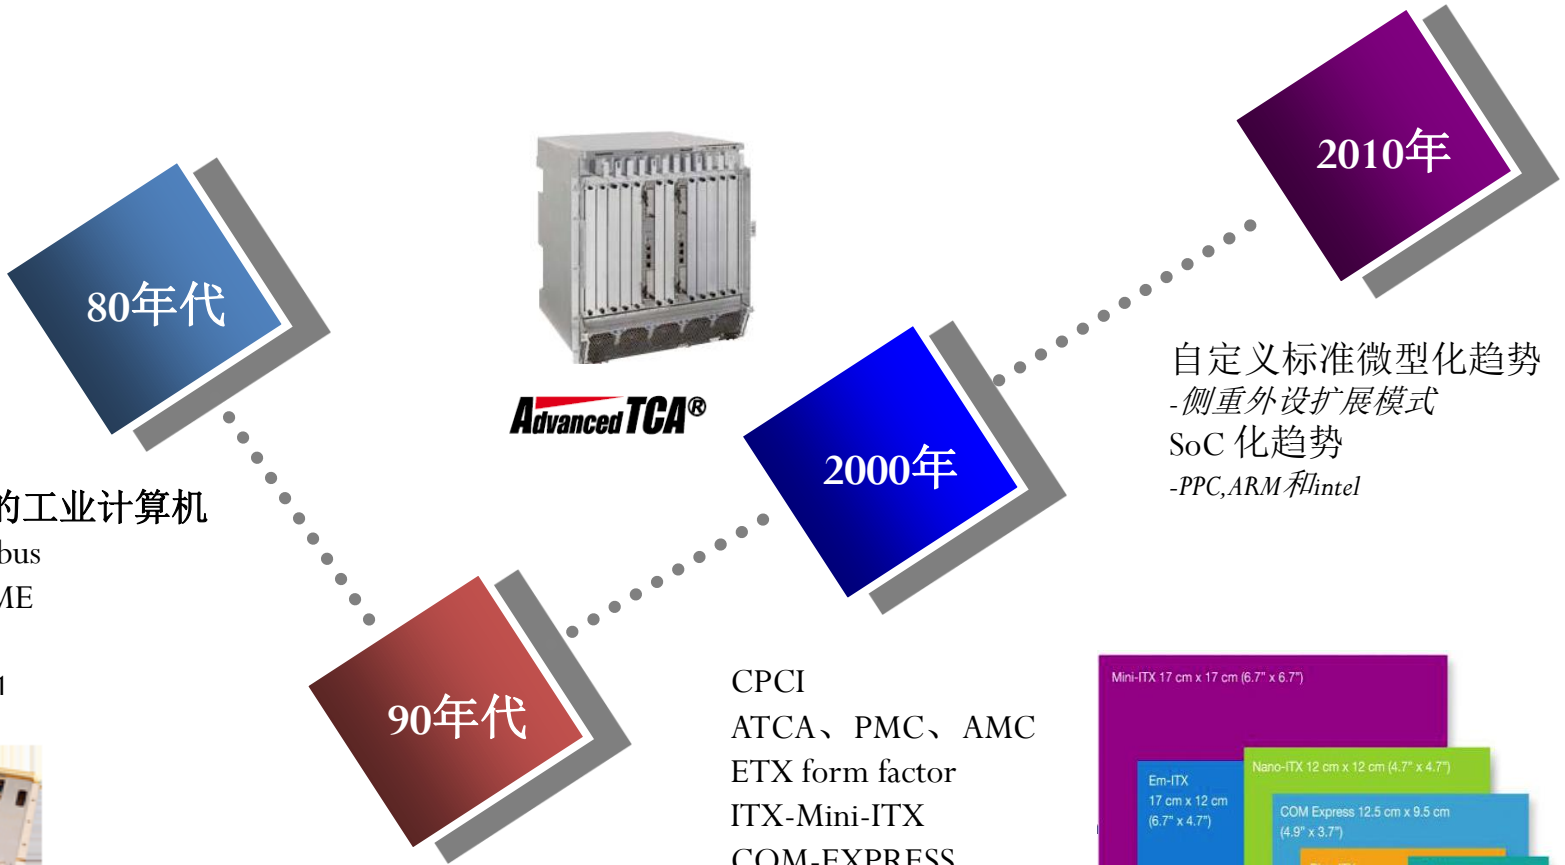 80年代
的工业计算机
bus
ME
1
90年代
Advanced TCA®
2000年
CPCI
ATCA、PMC、AMC
ETX form factor
ITX-Mini-ITX
COM-EXPRESS
2010年
自定义标准微型化趋势
-侧重外设扩展模式
SoC 化趋势
-PPC,ARM和intel
Mini-ITX 17 cm x 17 cm (6.7" x 6.7")
Em-ITX
17 cm x 12 cm
(6.7" x 4.7")
Nano-ITX 12 cm x 12 cm (4.7" x 4.7")
COM Express 12.5 cm x 9.5 cm
(4.9" x 3.7")